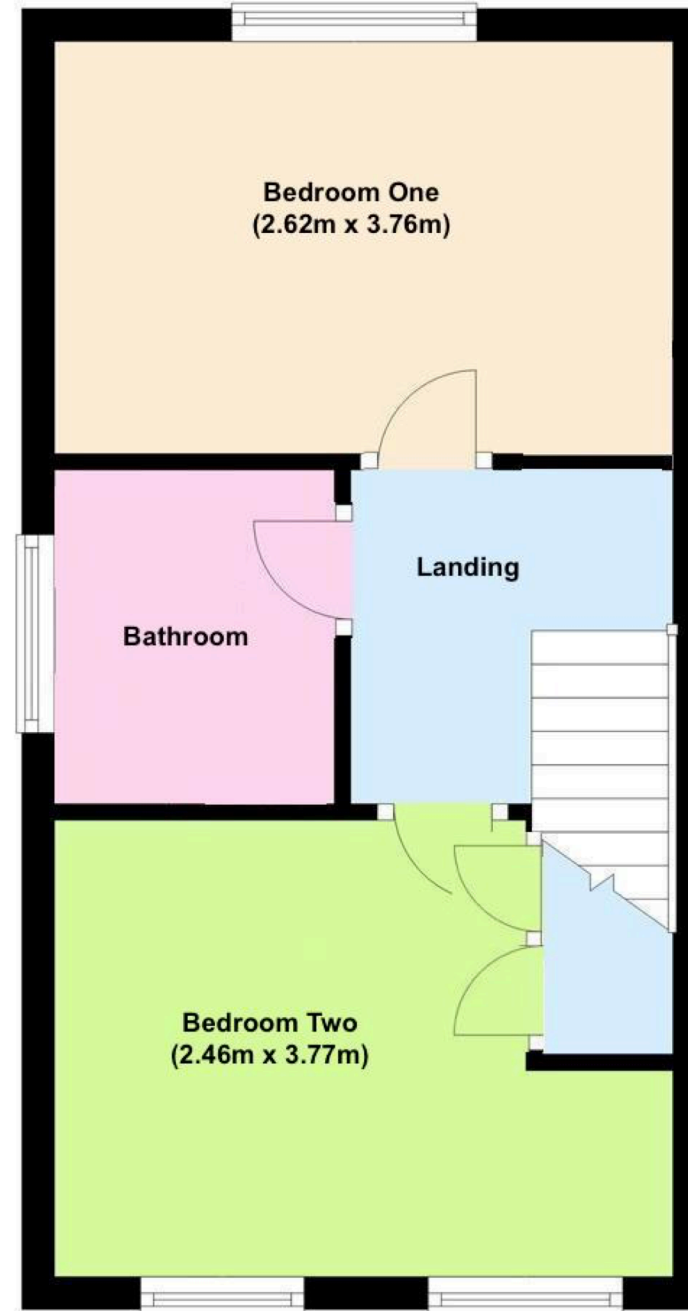 Bedroom One
(2.62m x 3.76m)
Landing
Bathroom
Bedroom Two
(2.46m x 3.77m)